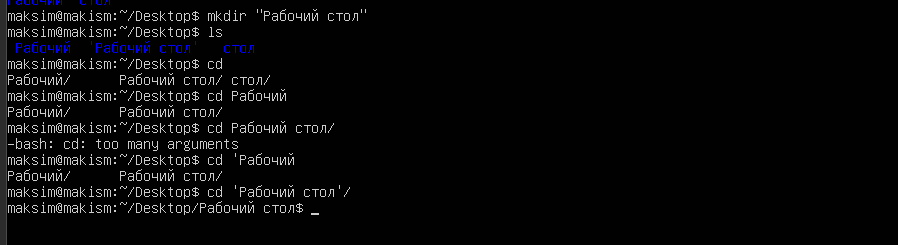 Рабочий стол
maksim@makism:~/Desktop$ mkdir "Рабочий стол"
maksim@makism:~/Desktop$ ls
Рабочий 'Рабочий стол' стол
maksim@makism:~/Desktop$ cd
Рабочий/ Рабочий стол/ стол/
maksim@makism:~/Desktop$ cd Рабочий
Рабочий/ Рабочий стол/
maksim@makism:~/Desktop$ cd Рабочий стол/
-bash: cd: too many arguments
maksim@makism:~/Desktop$ cd 'Рабочий
Рабочий/ Рабочий стол/
maksim@makism:~/Desktop$ cd 'Рабочий стол'/
maksim@makism:~/Desktop/Рабочий стол$ _